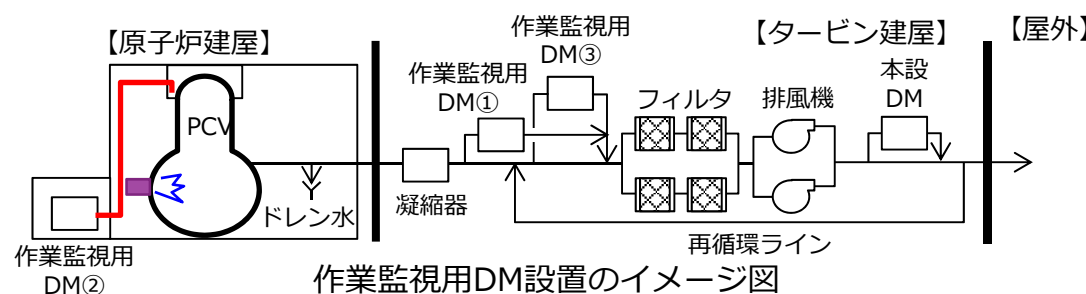 【原子炉建屋】
作業監視用
DM③
【タービン建屋】
【屋外】
作業監視用
DM①
フィルタ
排風機
本設
DM
PCV
ドレン水
凝縮器
再循環ライン
作業監視用
DM②
作業監視用DM設置のイメージ図